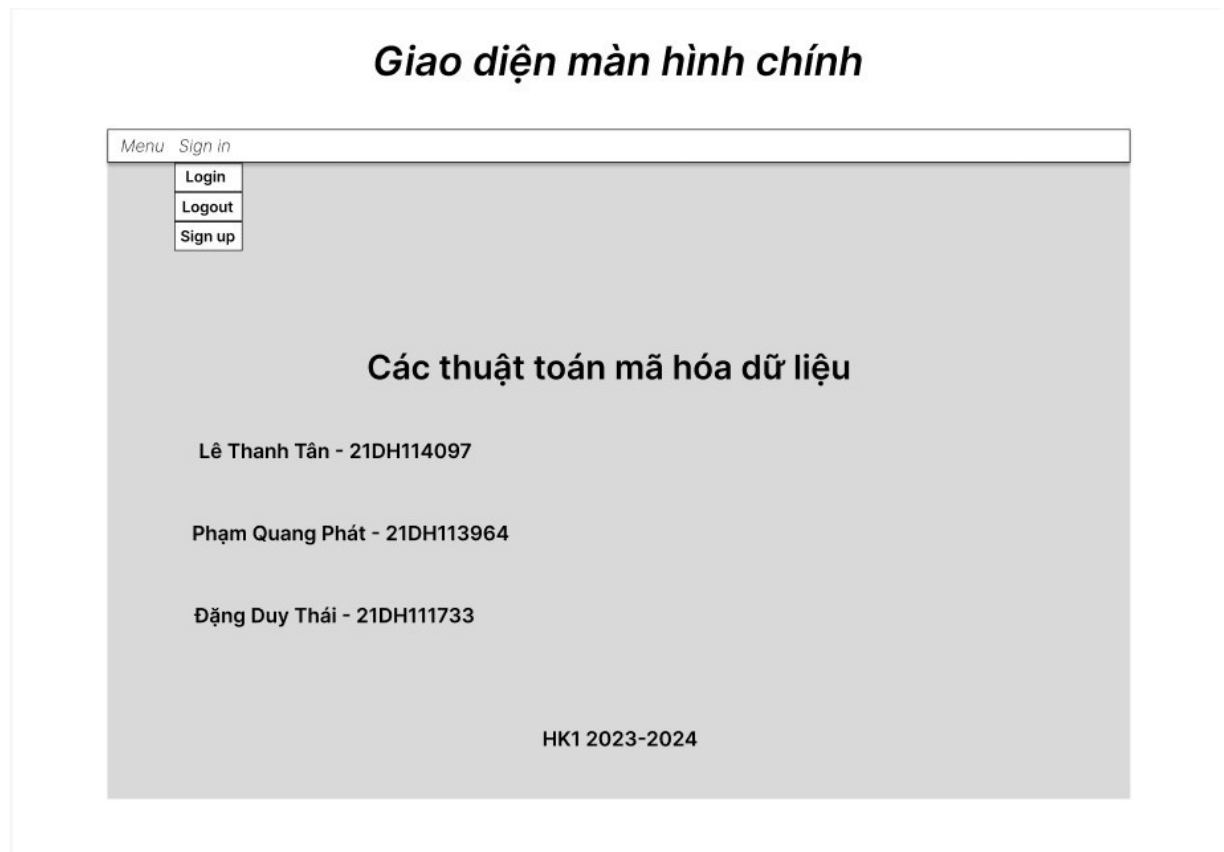 Giao diện màn hình chính
Menu Sign in
Login
Logout
Sign up
Các thuật toán mã hóa dữ liệu
Lê Thanh Tân - 21DH114097
Phạm Quang Phát - 21DH113964
Đặng Duy Thái - 21DH111733
HK1 2023-2024